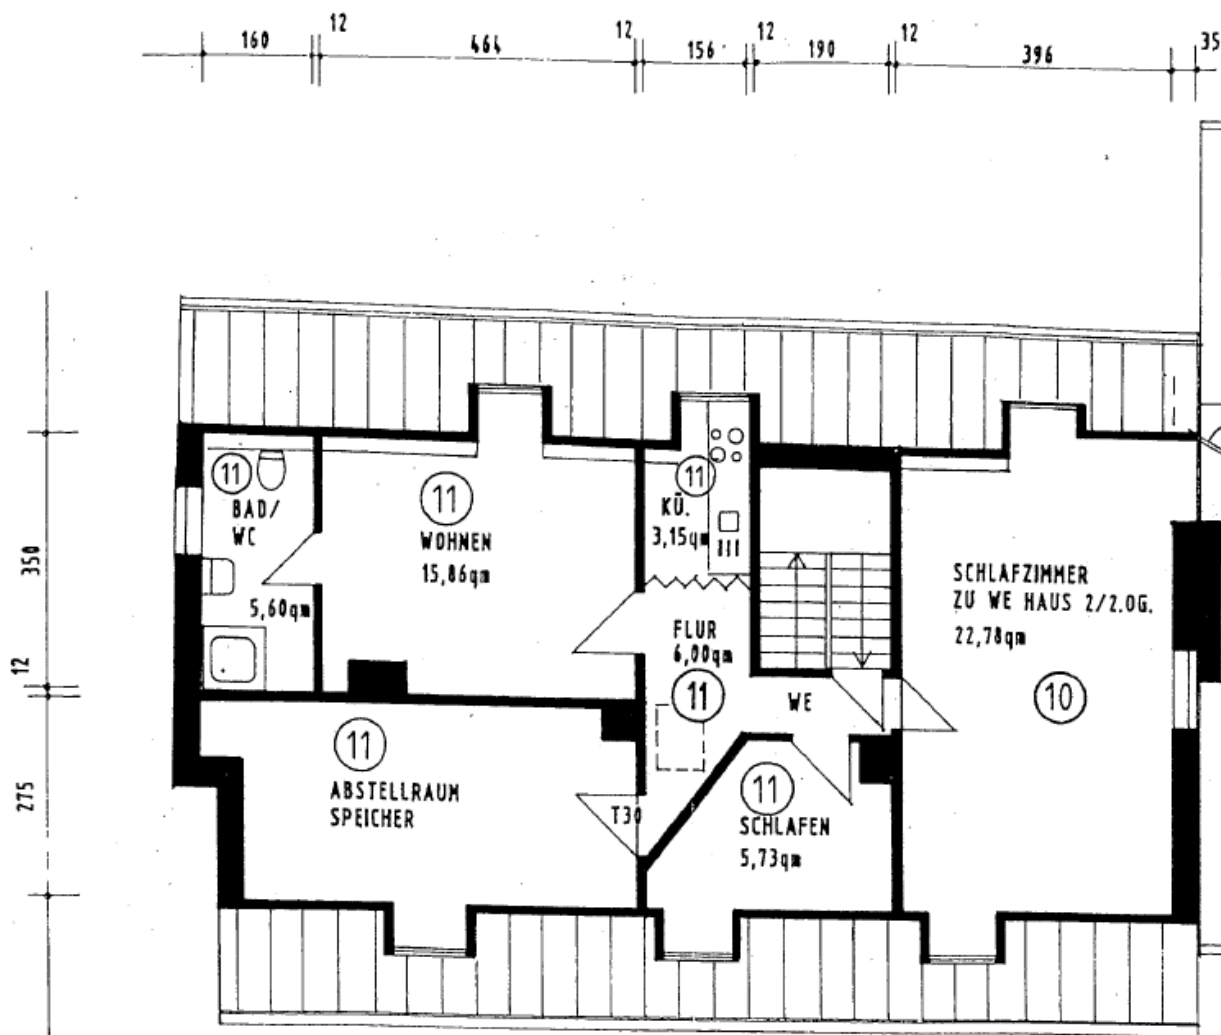 160
12
464
12
156
12
190
12
396
35
350
12
275
11
BAD/
WC
5,60qm
11
WOHNEN
15,86qm
11
KÜ.
3,15qm
FLUR
6,00qm
11
WE
SCHLAFZIMMER
ZU WE HAUS 2/2.OG.
22,78qm
10
11
ABSTELLRAUM
SPEICHER
T30
11
SCHLAFEN
5,73qm